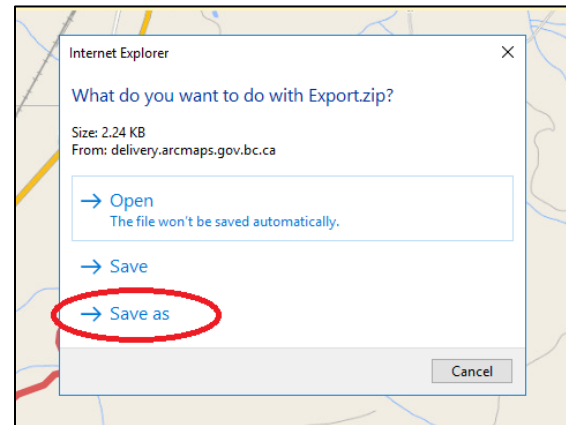 Internet Explorer
What do you want to do with Export.zip?
Size: 2.24 KB
From: delivery.arcmaps.gov.bc.ca
Open
The file won't be saved automatically.
Save
Save as
Cancel